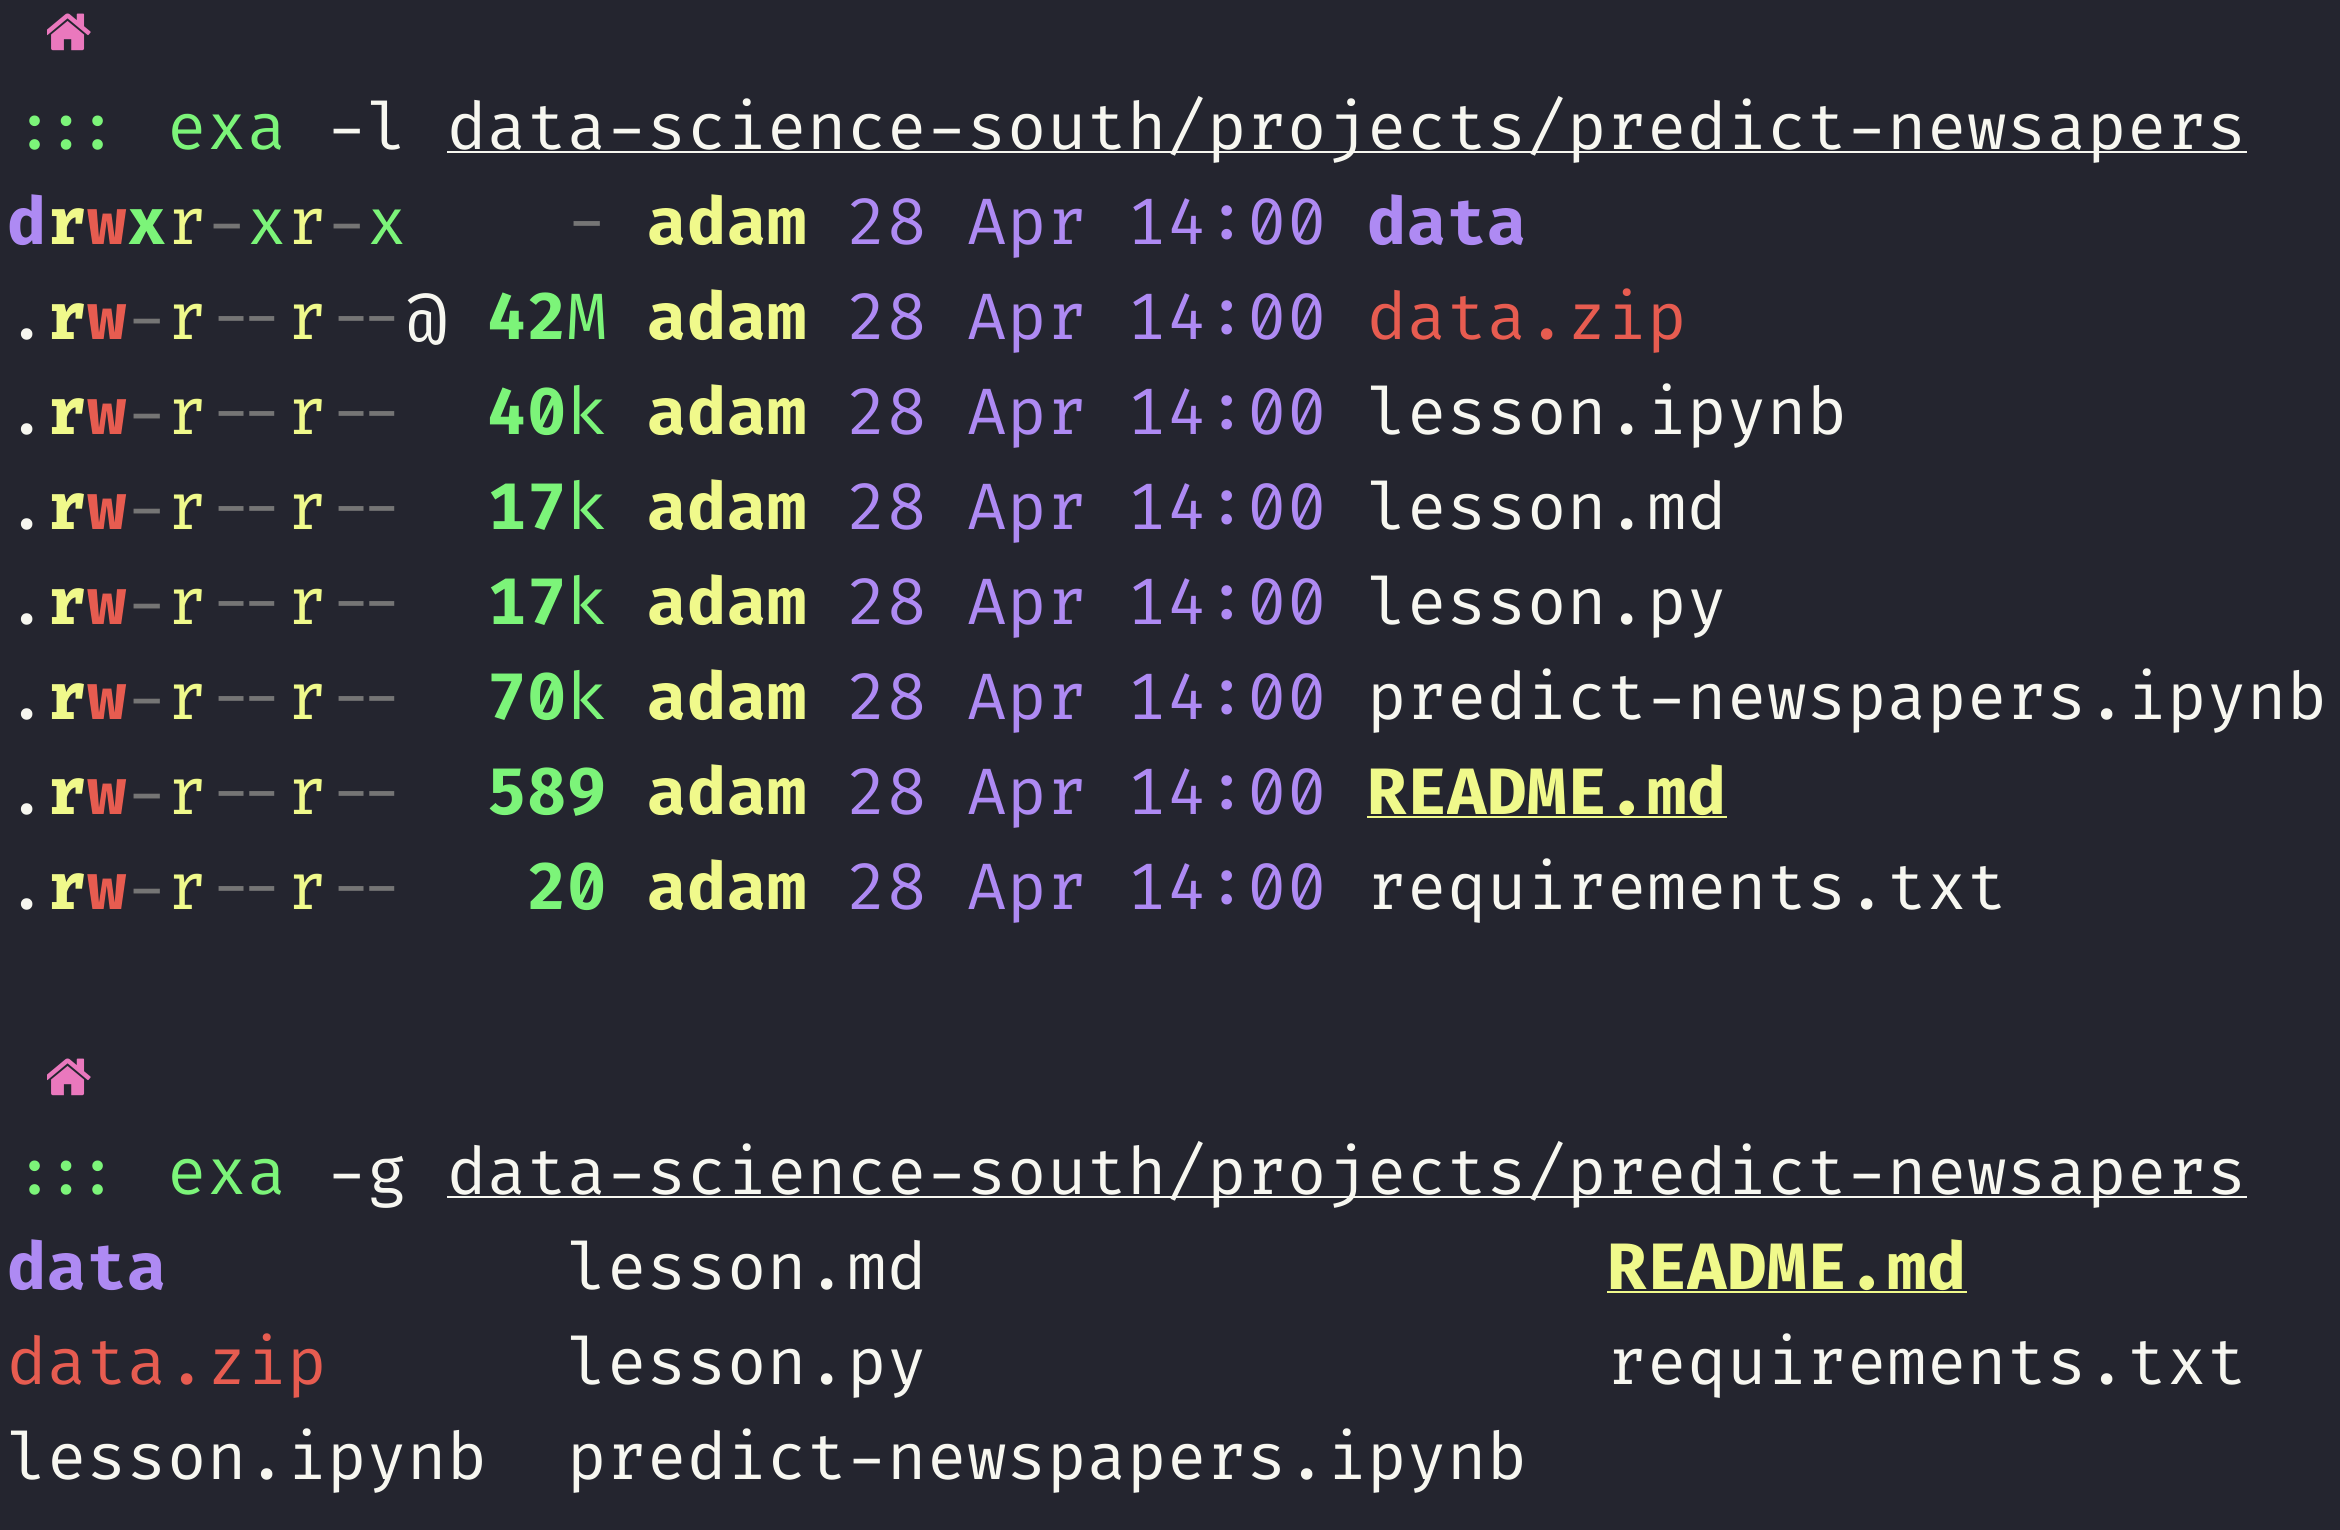 ::: exa -l data-science-south/projects/predict-newsapers
drwxr-xr-x    - adam 28 Apr 14:00 data
.rw-r--r--@ 42M adam 28 Apr 14:00 data.zip
.rw-r--r--  40k adam 28 Apr 14:00 lesson.ipynb
.rw-r--r--  17k adam 28 Apr 14:00 lesson.md
.rw-r--r--  17k adam 28 Apr 14:00 lesson.py
.rw-r--r--  70k adam 28 Apr 14:00 predict-newspapers.ipynb
.rw-r--r--  589 adam 28 Apr 14:00 README.md
.rw-r--r--   20 adam 28 Apr 14:00 requirements.txt
::: exa -g data-science-south/projects/predict-newsapers
data          lesson.md                 README.md
data.zip      lesson.py                 requirements.txt
lesson.ipynb  predict-newspapers.ipynb